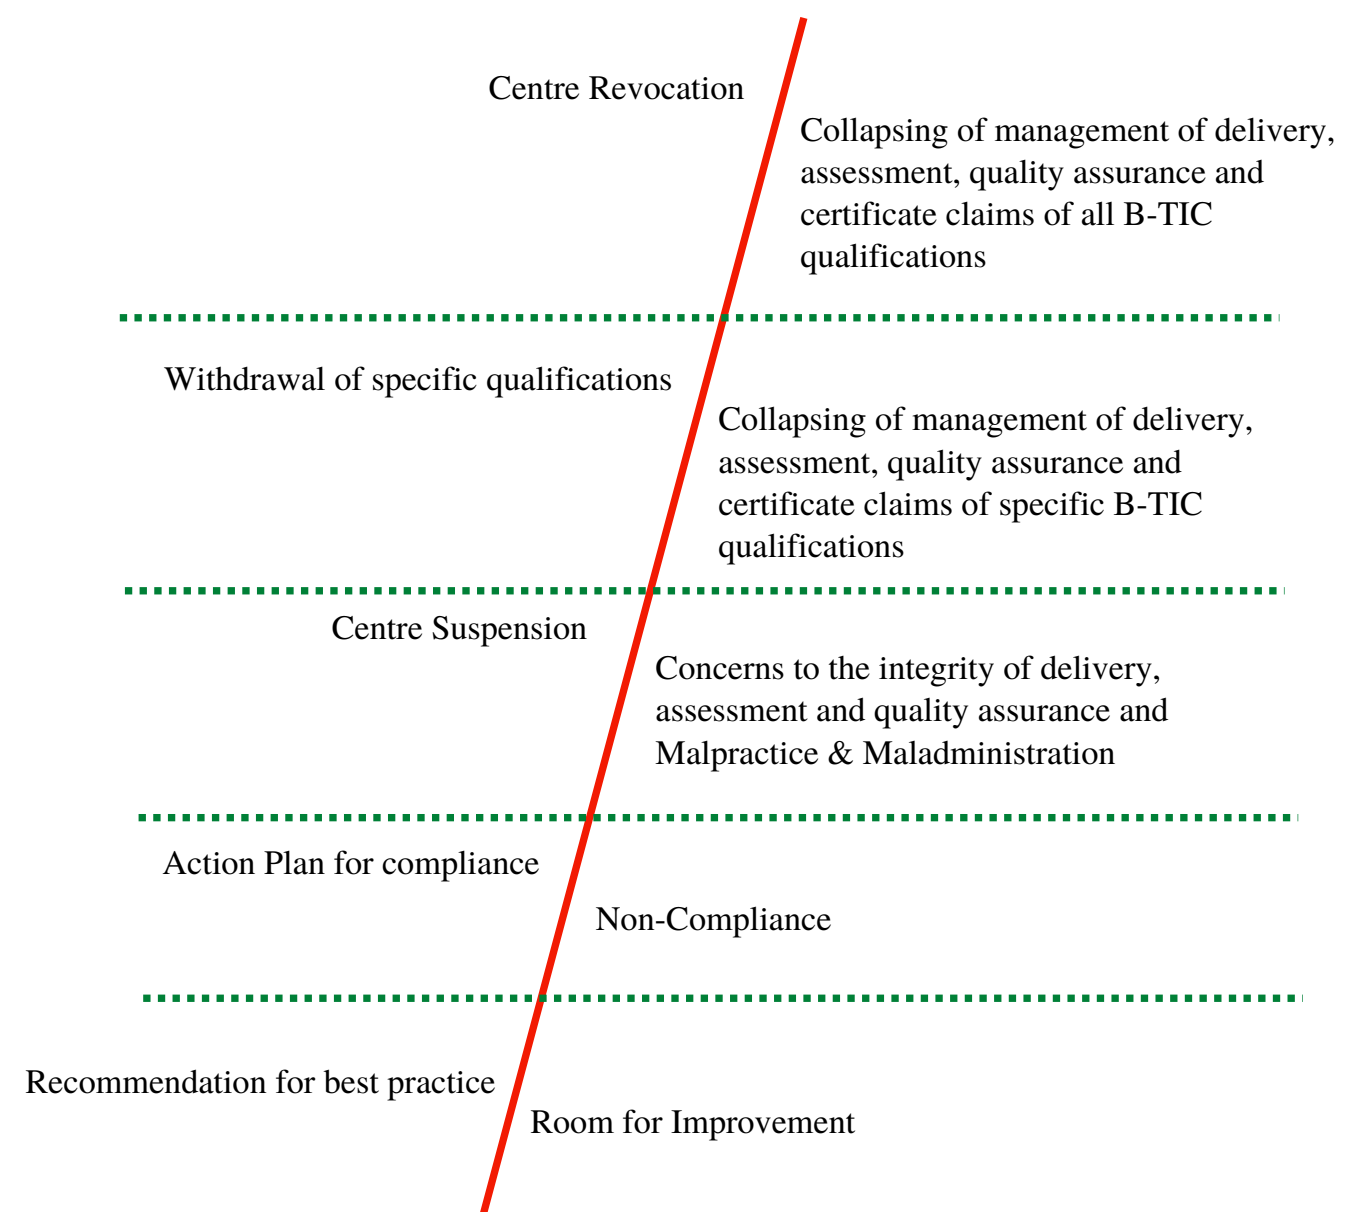 Centre Revocation
Collapsing of management of delivery,
assessment, quality assurance and
certificate claims of all B-TIC
qualifications
Withdrawal of specific qualifications
Collapsing of management of delivery,
assessment, quality assurance and
certificate claims of specific B-TIC
qualifications
Centre Suspension
Concerns to the integrity of delivery,
assessment and quality assurance and
Malpractice & Maladministration
Action Plan for compliance
Non-Compliance
Recommendation for best practice
Room for Improvement